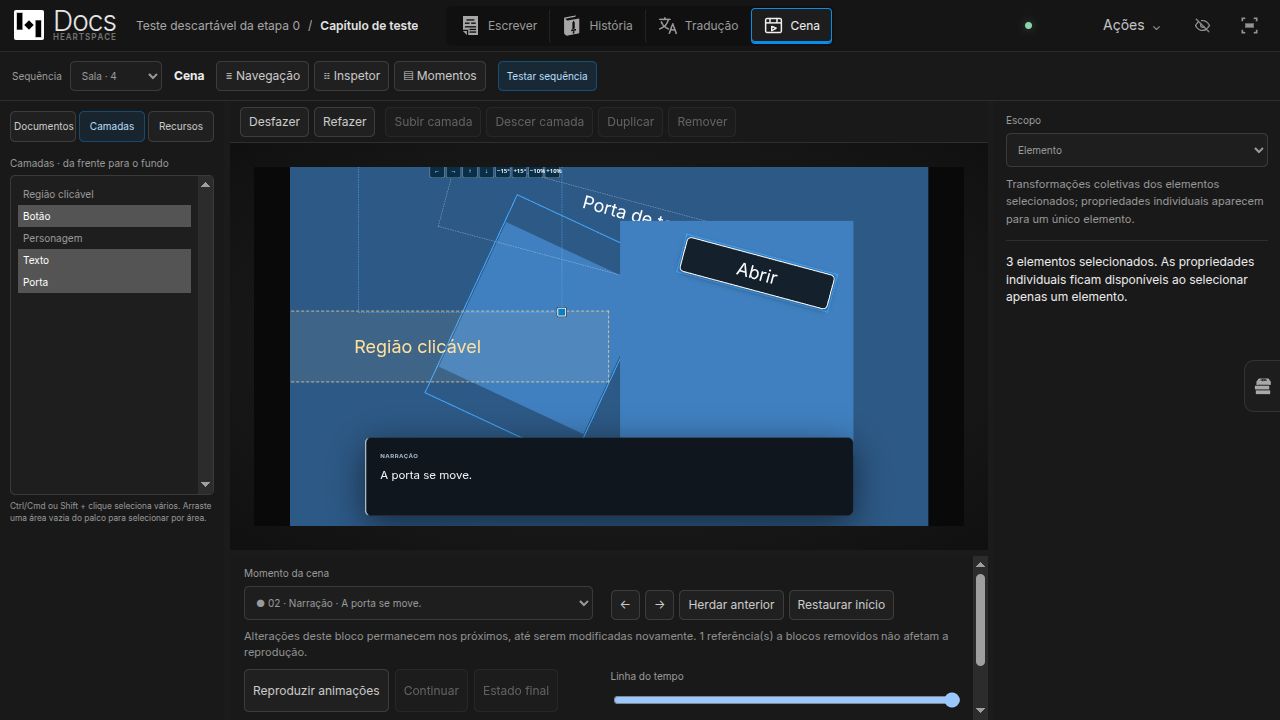 Docs
HEARTSPACE
Teste descartável da etapa 0 / Capítulo de teste
Escrever
História
Tradução
Cena
Ações
Sequência
Sala · 4
Cena
Navegação
Inspetor
Momentos
Testar sequência
Documentos
Camadas
Recursos
Desfazer
Refazer
Subir camada
Descer camada
Duplicar
Remover
Camadas · da frente para o fundo
Região clicável
Botão
Personagem
Texto
Porta
Ctrl/Cmd ou Shift + clique seleciona vários. Arraste
uma área vazia do palco para selecionar por área.
← → ↑ ↓ −15° +15° −10% +10%
Porta de t
Abrir
Região clicável
NARRAÇÃO
A porta se move.
Momento da cena
02 · Narração · A porta se move.
← →
Herdar anterior
Restaurar início
Alterações deste bloco permanecem nos próximos, até serem modificadas novamente. 1 referência(s) a blocos removidos não afetam a
reprodução.
Reproduzir animações
Continuar
Estado final
Linha do tempo
Escopo
Elemento
Transformações coletivas dos elementos
selecionados; propriedades individuais aparecem
para um único elemento.
3 elementos selecionados. As propriedades
individuais ficam disponíveis ao selecionar
apenas um elemento.